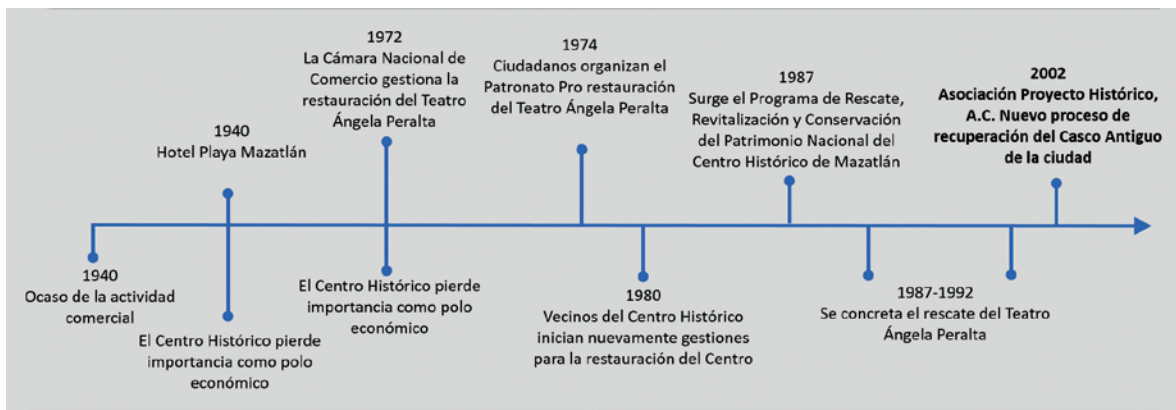 1940
Ocaso de la actividad
comercial
1940
Hotel Playa Mazatlán
El Centro Histórico pierde
importancia como polo
económico
1972
La Cámara Nacional de
Comercio gestiona la
restauración del Teatro
Ángela Peralta
El Centro Histórico pierde
importancia como polo
económico
1974
Ciudadanos organizan el
Patronato Pro restauración
del Teatro Ángela Peralta
1980
Vecinos del Centro Histórico
inician nuevamente gestiones
para la restauración del Centro
1987
Surge el Programa de Rescate,
Revitalización y Conservación
del Patrimonio Nacional del
Centro Histórico de Mazatlán
1987-1992
Se concreta el rescate del Teatro
Ángela Peralta
2002
Asociación Proyecto Histórico,
A.C. Nuevo proceso de
recuperación del Casco Antiguo
de la ciudad